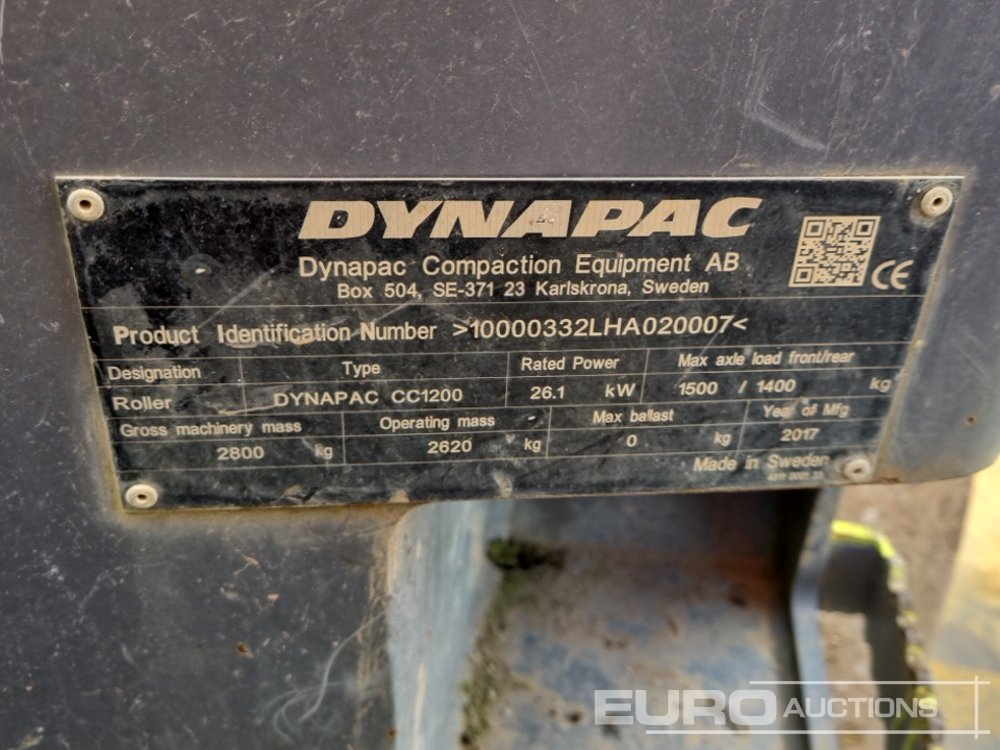 DYNAPAC
Dynapac Compaction Equipment AB
Box 504, SE-371 23 Karlskrona, Sweden
CE
Product Identification Number >10000332LHA020007<
Designation Type Rated Power Max axle load front/rear
Roller DYNAPAC CC1200 26.1 kW 1500 / 1400 kg
Gross machinery mass Operating mass Max ballast Year of Mfg
2800 kg 2620 kg 0 kg 2017
Made in Sweden
EURO AUCTIONS